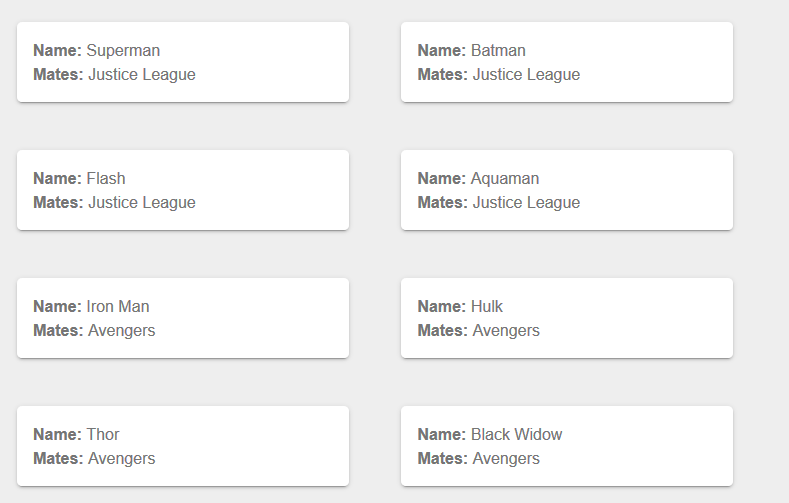 Name: Superman
Mates: Justice League
Name: Batman
Mates: Justice League
Name: Flash
Mates: Justice League
Name: Aquaman
Mates: Justice League
Name: Iron Man
Mates: Avengers
Name: Hulk
Mates: Avengers
Name: Thor
Mates: Avengers
Name: Black Widow
Mates: Avengers